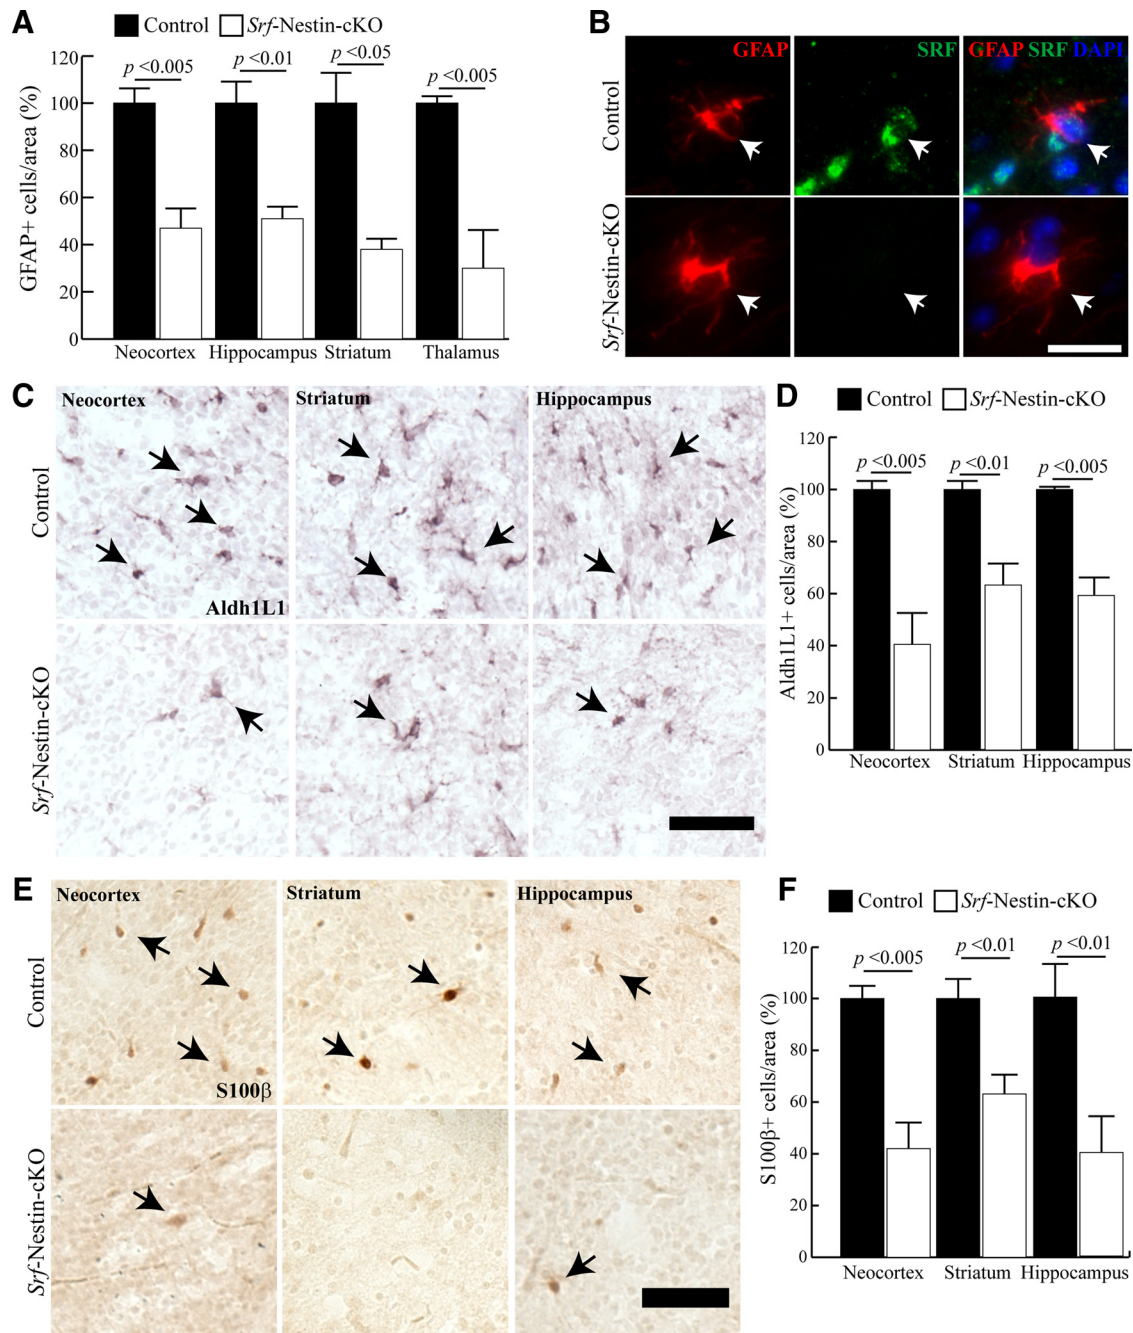 A
Control Srf-Nestin-cKO
GFAP+ cells/area (%)
120
100
80
60
40
20
0
p <0.005
p <0.01
p <0.05
p <0.005
Neocortex Hippocampus Striatum Thalamus
B
GFAP
SRF
GFAP SRF DAPI
Control
Srf-Nestin-cKO
C
Neocortex
Striatum
Hippocampus
Control
Aldh1L1
Srf-Nestin-cKO
D
Control Srf-Nestin-cKO
Aldh1L1+ cells/area (%)
120
100
80
60
40
20
0
p <0.005
p <0.01
p <0.005
Neocortex Striatum Hippocampus
E
Neocortex
Striatum
Hippocampus
Control
S100β
Srf-Nestin-cKO
F
Control Srf-Nestin-cKO
S100β+ cells/area (%)
120
100
80
60
40
20
0
p <0.005
p <0.01
p <0.01
Neocortex Striatum Hippocampus